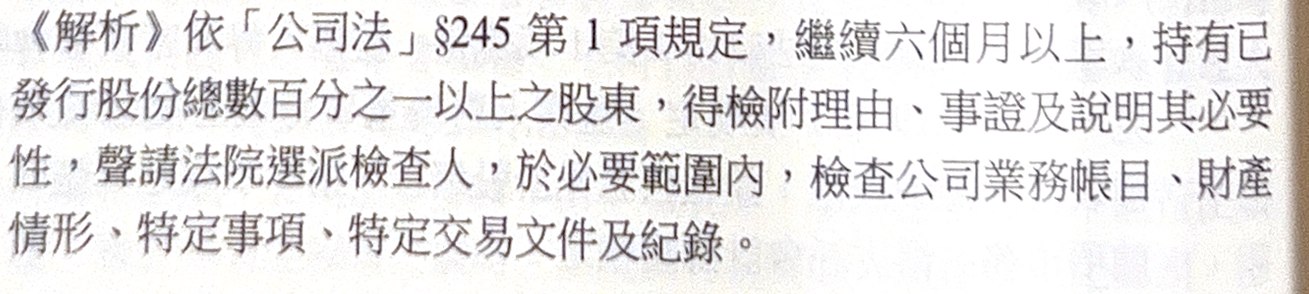 《解析》依「公司法」§245 第 1 項規定，繼續六個月以上，持有已
發行股份總數百分之一以上之股東，得檢附理由、事證及說明其必要
性，聲請法院選派檢查人，於必要範圍內，檢查公司業務帳目、財產
情形、特定事項、特定交易文件及紀錄。